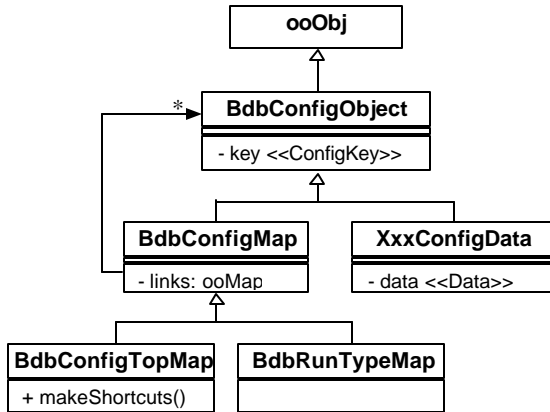 ooObj
*
BdbConfigObject
- key <<ConfigKey>>
BdbConfigMap
- links: ooMap
XxxConfigData
- data <<Data>>
BdbConfigTopMap
+ makeShortcuts()
BdbRunTypeMap